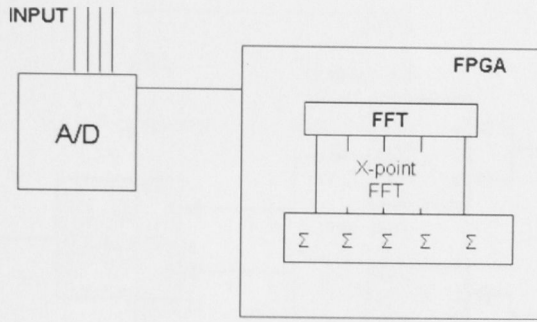 INPUT
A/D
FPGA
FFT
X-point
FFT
Σ Σ Σ Σ Σ